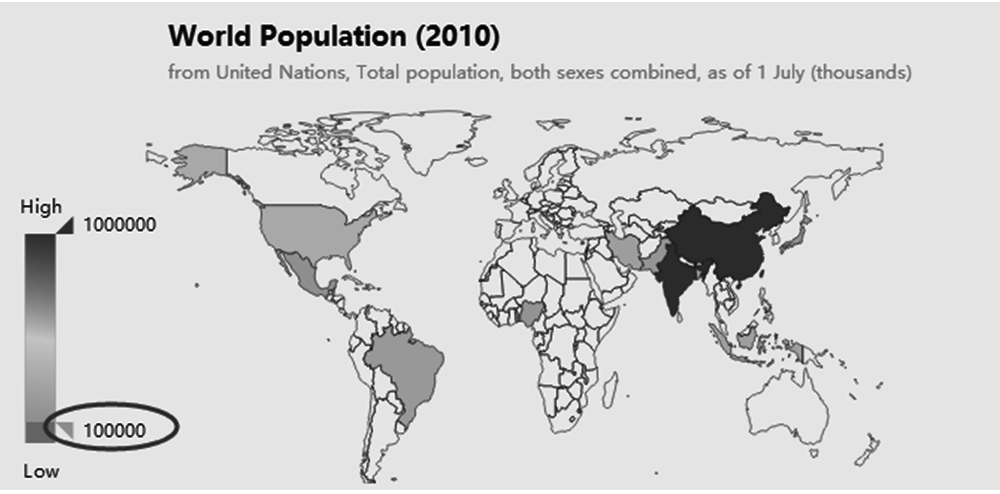 World Population (2010)
from United Nations, Total population, both sexes combined, as of 1 July (thousands)
High
1000000
100000
Low